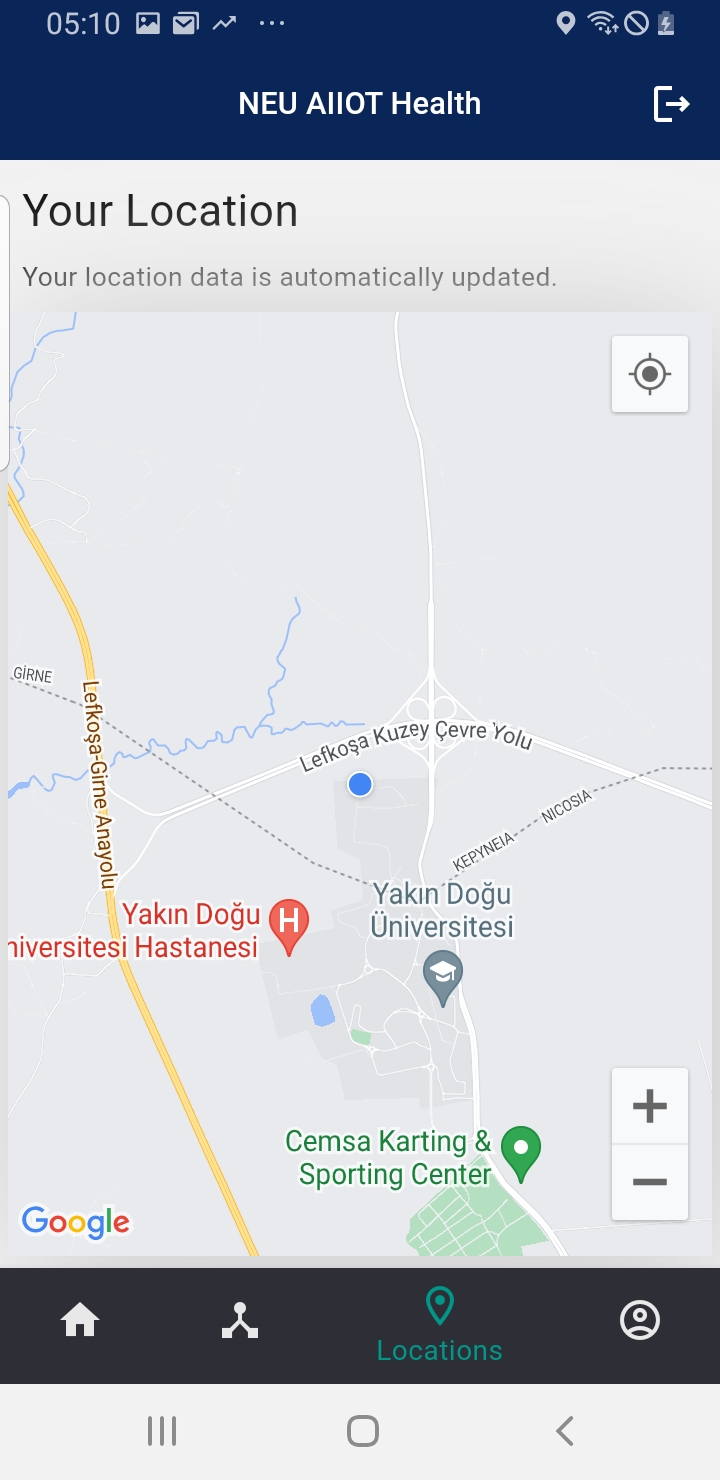 05:10
NEU AIIOT Health
Your Location
Your location data is automatically updated.
GİRNE
Lefkoşa-Girne Anayolu
Lefkoşa Kuzey Çevre Yolu
NICOSIA
KEPYNEIA
Yakın Doğu
Üniversitesi
Yakın Doğu
niversitesi Hastanesi
H
Cemsa Karting &
Sporting Center
Google
Locations